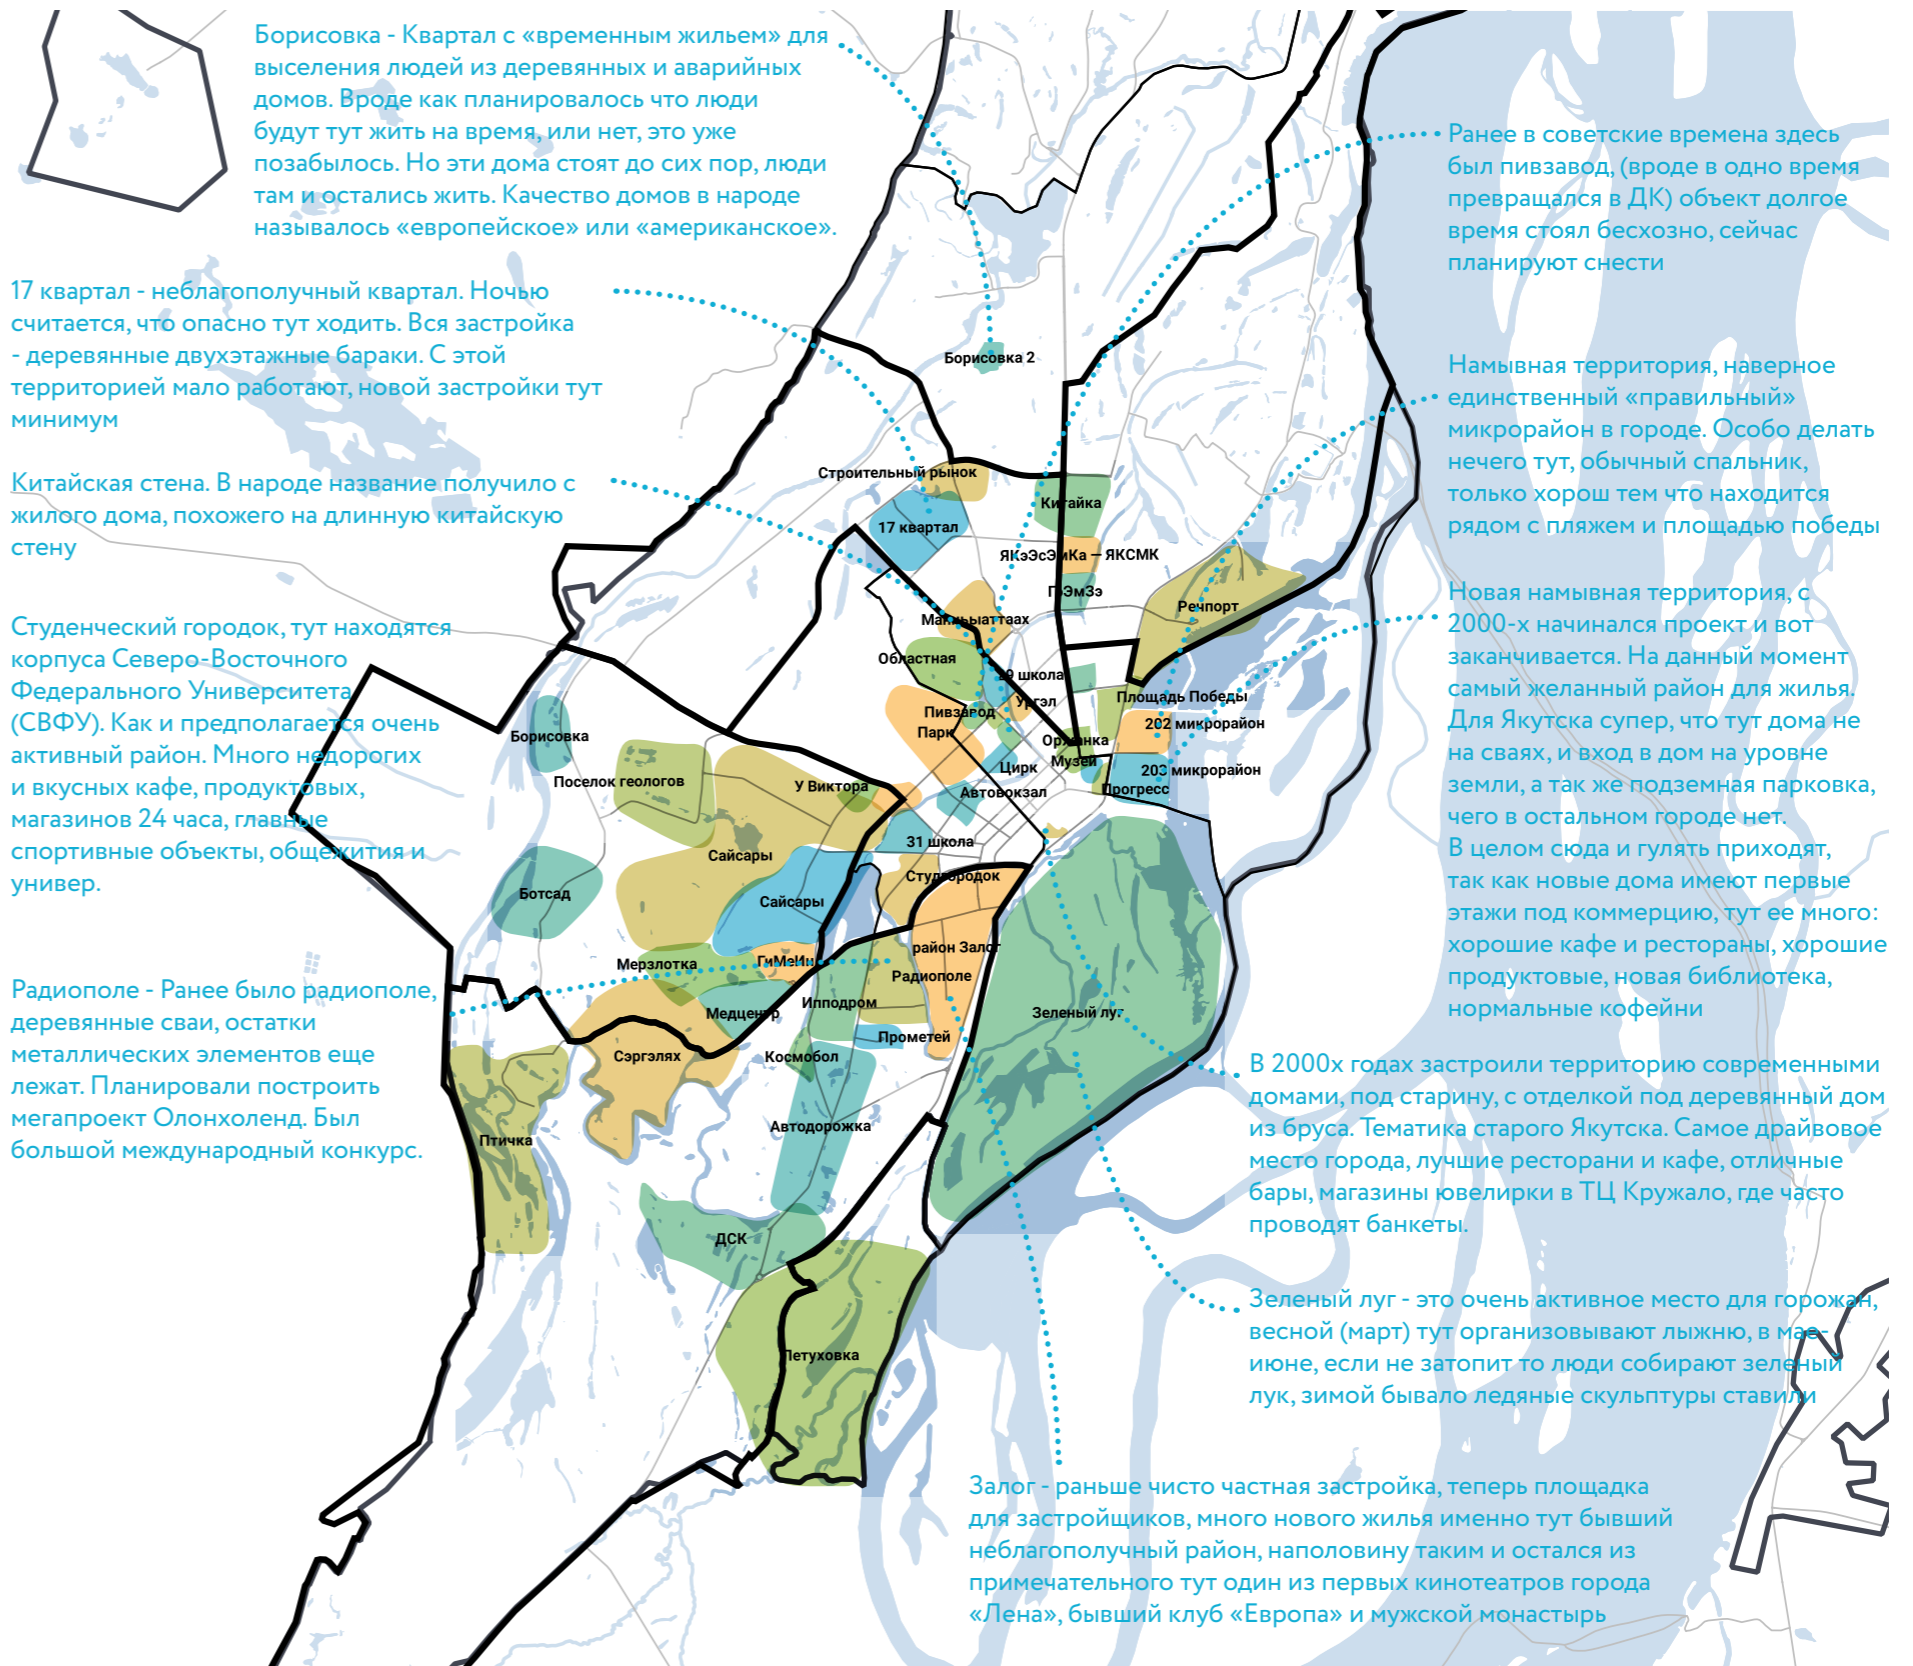 Борисовка - Квартал с «временным жильем» для
выселения людей из деревянных и аварийных
домов. Вроде как планировалось что люди
будут тут жить на время, или нет, это уже
позабылось. Но эти дома стоят до сих пор, люди
там и остались жить. Качество домов в народе
называлось «европейское» или «американское».
17 квартал - неблагополучный квартал. Ночью
считается, что опасно тут ходить. Вся застройка
- деревянные двухэтажные бараки. С этой
территорией мало работают, новой застройки тут
минимум
Китайская стена. В народе название получило с
жилого дома, похожего на длинную китайскую
стену
Студенческий городок, тут находятся
корпуса Северо-Восточного
Федерального Университета
(СВФУ). Как и предполагается очень
активный район. Много недорогих
и вкусных кафе, продуктовых,
магазинов 24 часа, главные
спортивные объекты, общежития и
универ.
Радиополе - Ранее было радиополе,
деревянные сваи, остатки
металлических элементов еще
лежат. Планировали построить
мегапроект Олонхоленд. Был
большой международный конкурс.
Ранее в советские времена здесь
был пивзавод, (вроде в одно время
превращался в ДК) объект долгое
время стоял бесхозно, сейчас
планируют снести
Намывная территория, наверное
единственный «правильный»
микрорайон в городе. Особо делать
нечего тут, обычный спальник,
только хорош тем что находится
рядом с пляжем и площадью победы
Новая намывная территория, с
2000-х начинался проект и вот
заканчивается. На данный момент
самый желанный район для жилья.
Для Якутска супер, что тут дома не
на сваях, и вход в дом на уровне
земли, а так же подземная парковка,
чего в остальном городе нет.
В целом сюда и гулять приходят,
так как новые дома имеют первые
этажи под коммерцию, тут ее много:
хорошие кафе и рестораны, хорошие
продуктовые, новая библиотека,
нормальные кофейни
В 2000х годах застроили территорию современными
домами, под старину, с отделкой под деревянный дом
из бруса. Тематика старого Якутска. Самое драйвовое
место города, лучшие ресторани и кафе, отличные
бары, магазины ювелирки в ТЦ Кружало, где часто
проводят банкеты.
Зеленый луг - это очень активное место для горожан,
весной (март) тут организовывают лыжню, в мае-
июне, если не затопит то люди собирают зеленый
лук, зимой бывало ледяные скульптуры ставили
Залог - раньше чисто частная застройка, теперь площадка
для застройщиков, много нового жилья именно тут бывший
неблагополучный район, наполовину таким и остался из
примечательного тут один из первых кинотеатров города
«Лена», бывший клуб «Европа» и мужской монастырь
Борисовка 2
Строительный рынок
Китайка
17 квартал
ЯКэЭсЭмКа — ЯКСМК
ГэЭмЗэ
Речпорт
Областная
школа
Ургэл
Площадь Победы
Пивзавод
202 микрорайон
Парк
Борисовка
Оржанка
Музей
Цирк
203 микрорайон
Поселок геологов
У Виктора
Автовокзал
Прогресс
31 школа
Сайсары
Студгородок
Ботсад
Сайсары
район Залог
Мерзлотка
ГиМеИн
Радиополе
Ипподром
Медцентр
Зеленый луг
Прометей
Сэргэлях
Космобол
Автодорожка
Птичка
ДСК
Петуховка